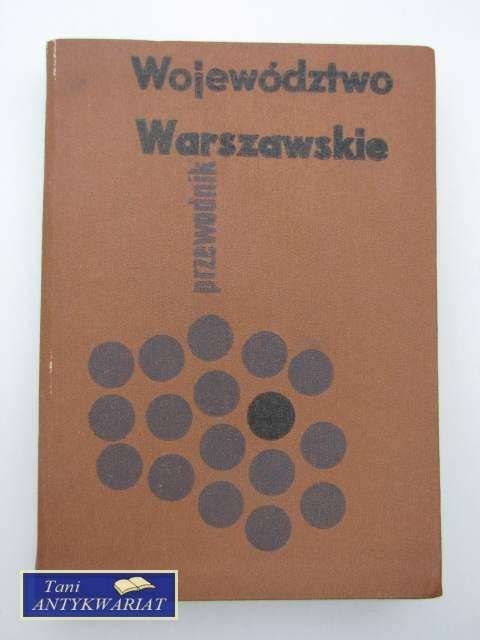 Województwo
Warszawskie
przewodnik
Tani
ANTYKWARIAT